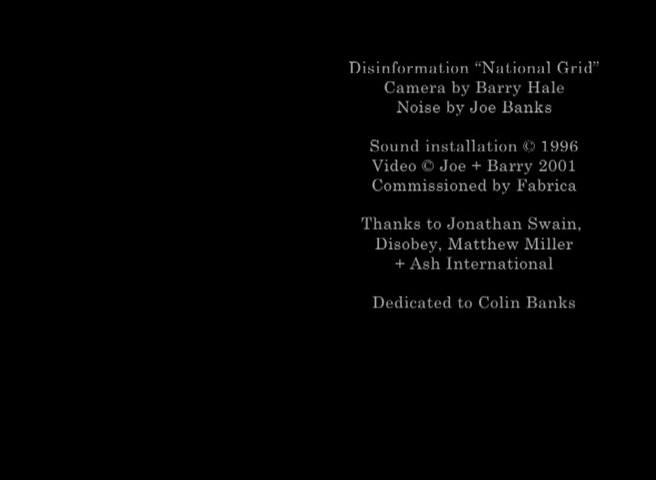 Disinformation “National Grid”
Camera by Barry Hale
Noise by Joe Banks
Sound installation © 1996
Video © Joe + Barry 2001
Commissioned by Fabrica
Thanks to Jonathan Swain,
Disobey, Matthew Miller
+ Ash International
Dedicated to Colin Banks